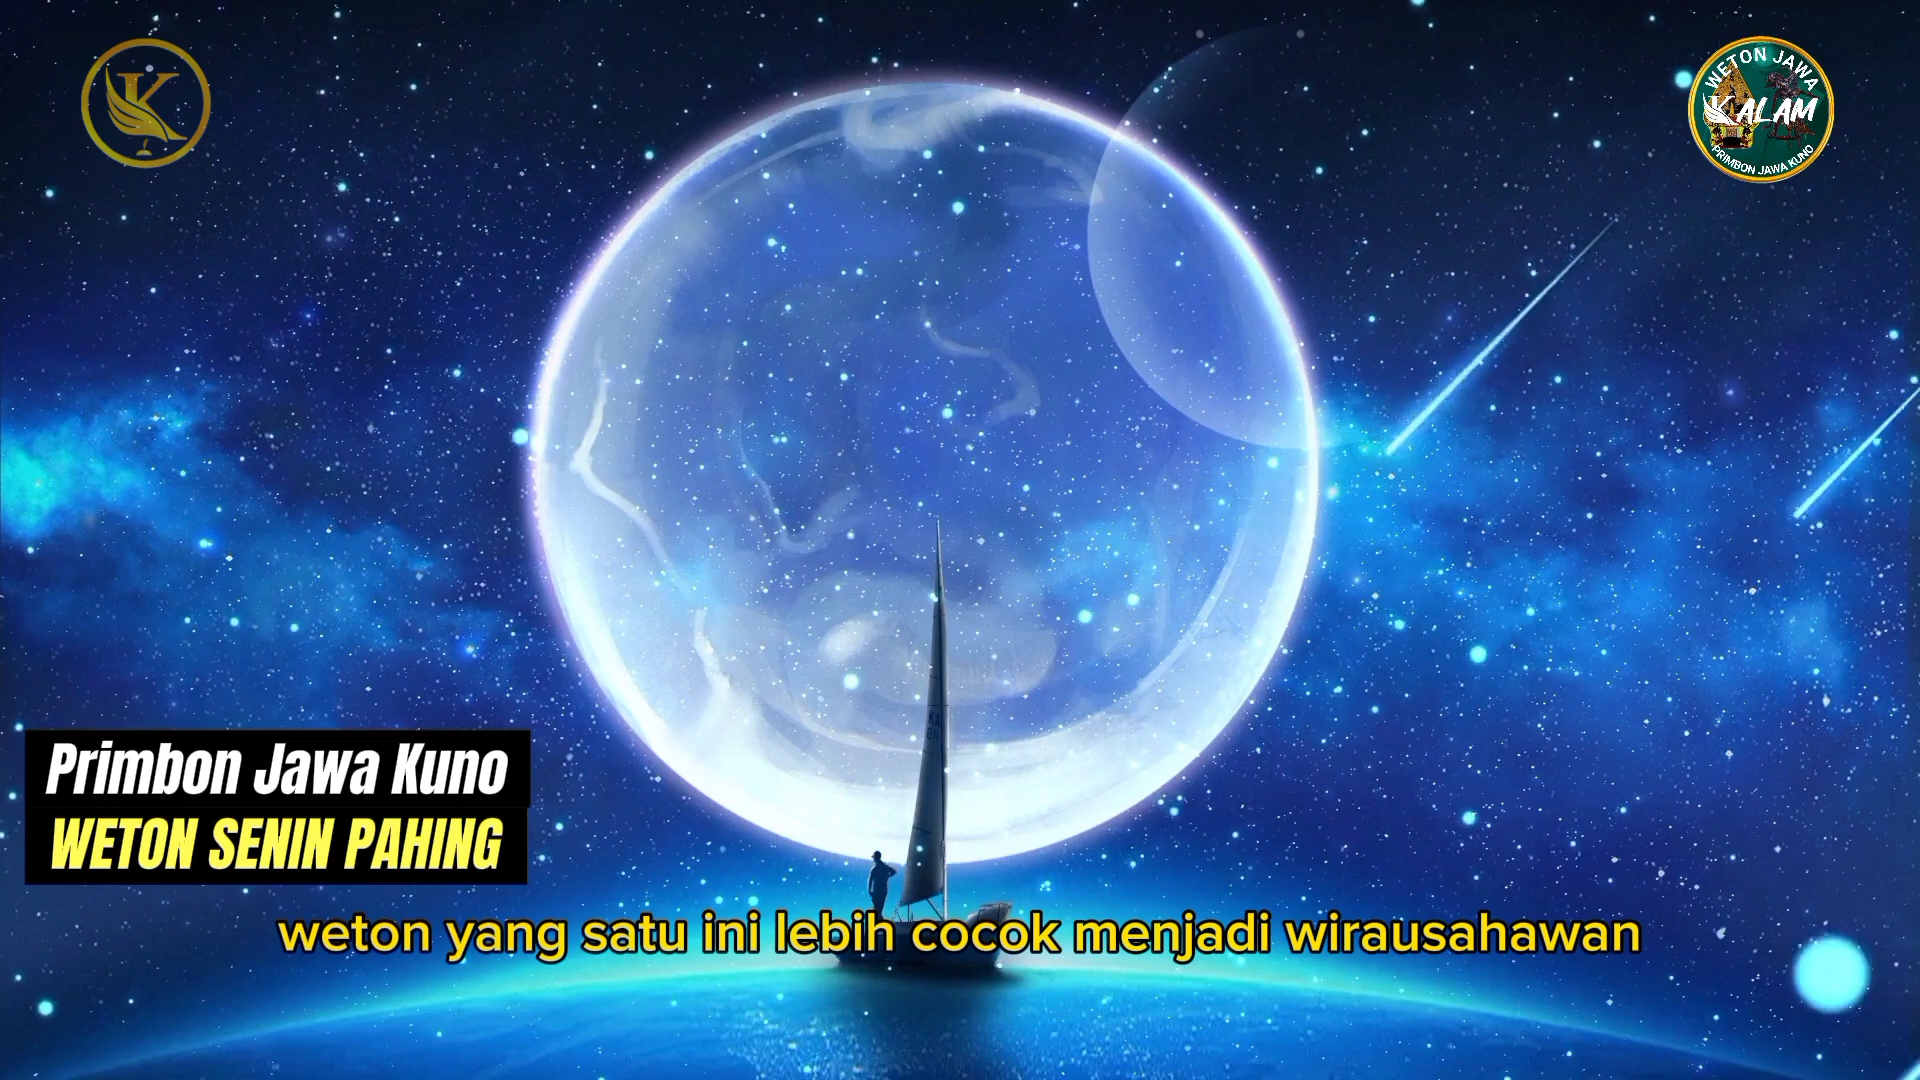 K
WETON JAWA
KALAM
PRIMBON JAWA KUNO
Primbon Jawa Kuno
WETON SENIN PAHING
weton yang satu ini lebih cocok menjadi wirausahawan